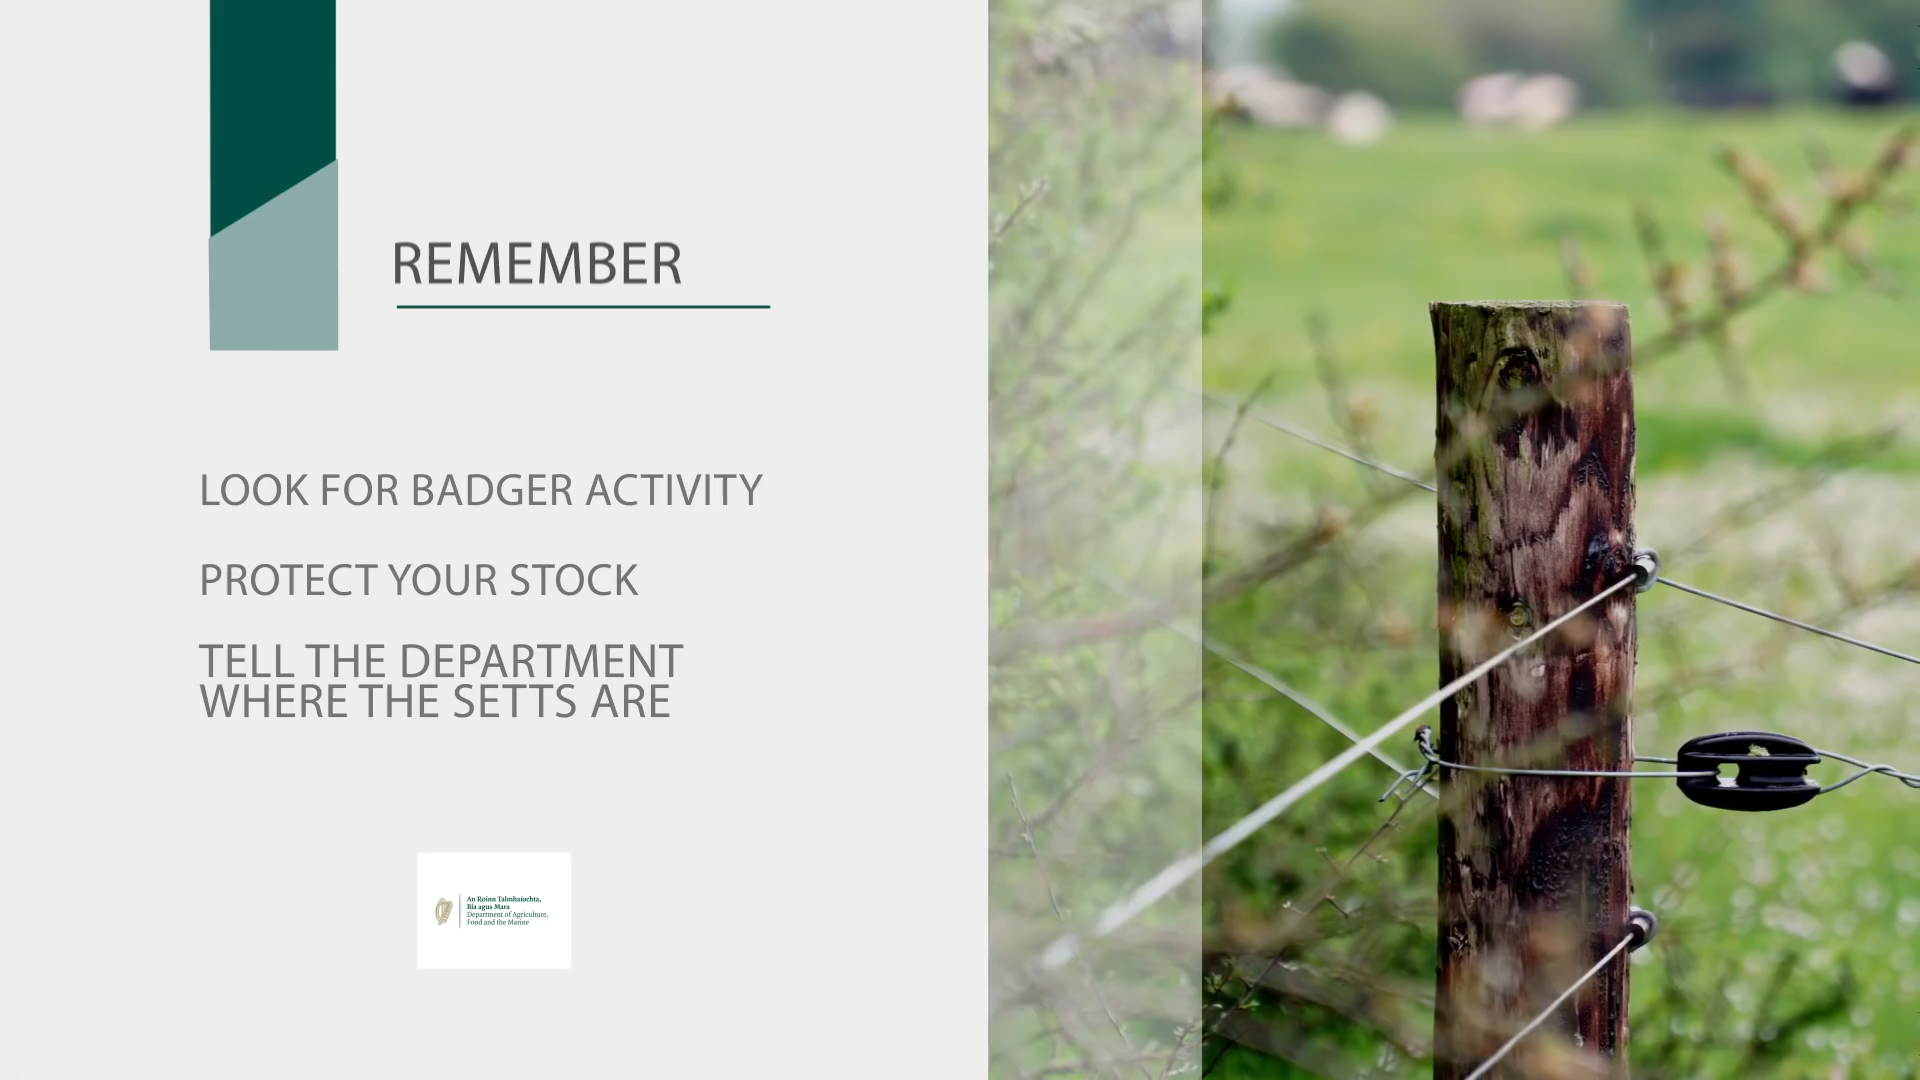 REMEMBER
LOOK FOR BADGER ACTIVITY
PROTECT YOUR STOCK
TELL THE DEPARTMENT
WHERE THE SETTS ARE
An Roinn Talmhaíochta,
Bia agus Mara
Department of Agriculture,
Food and the Marine